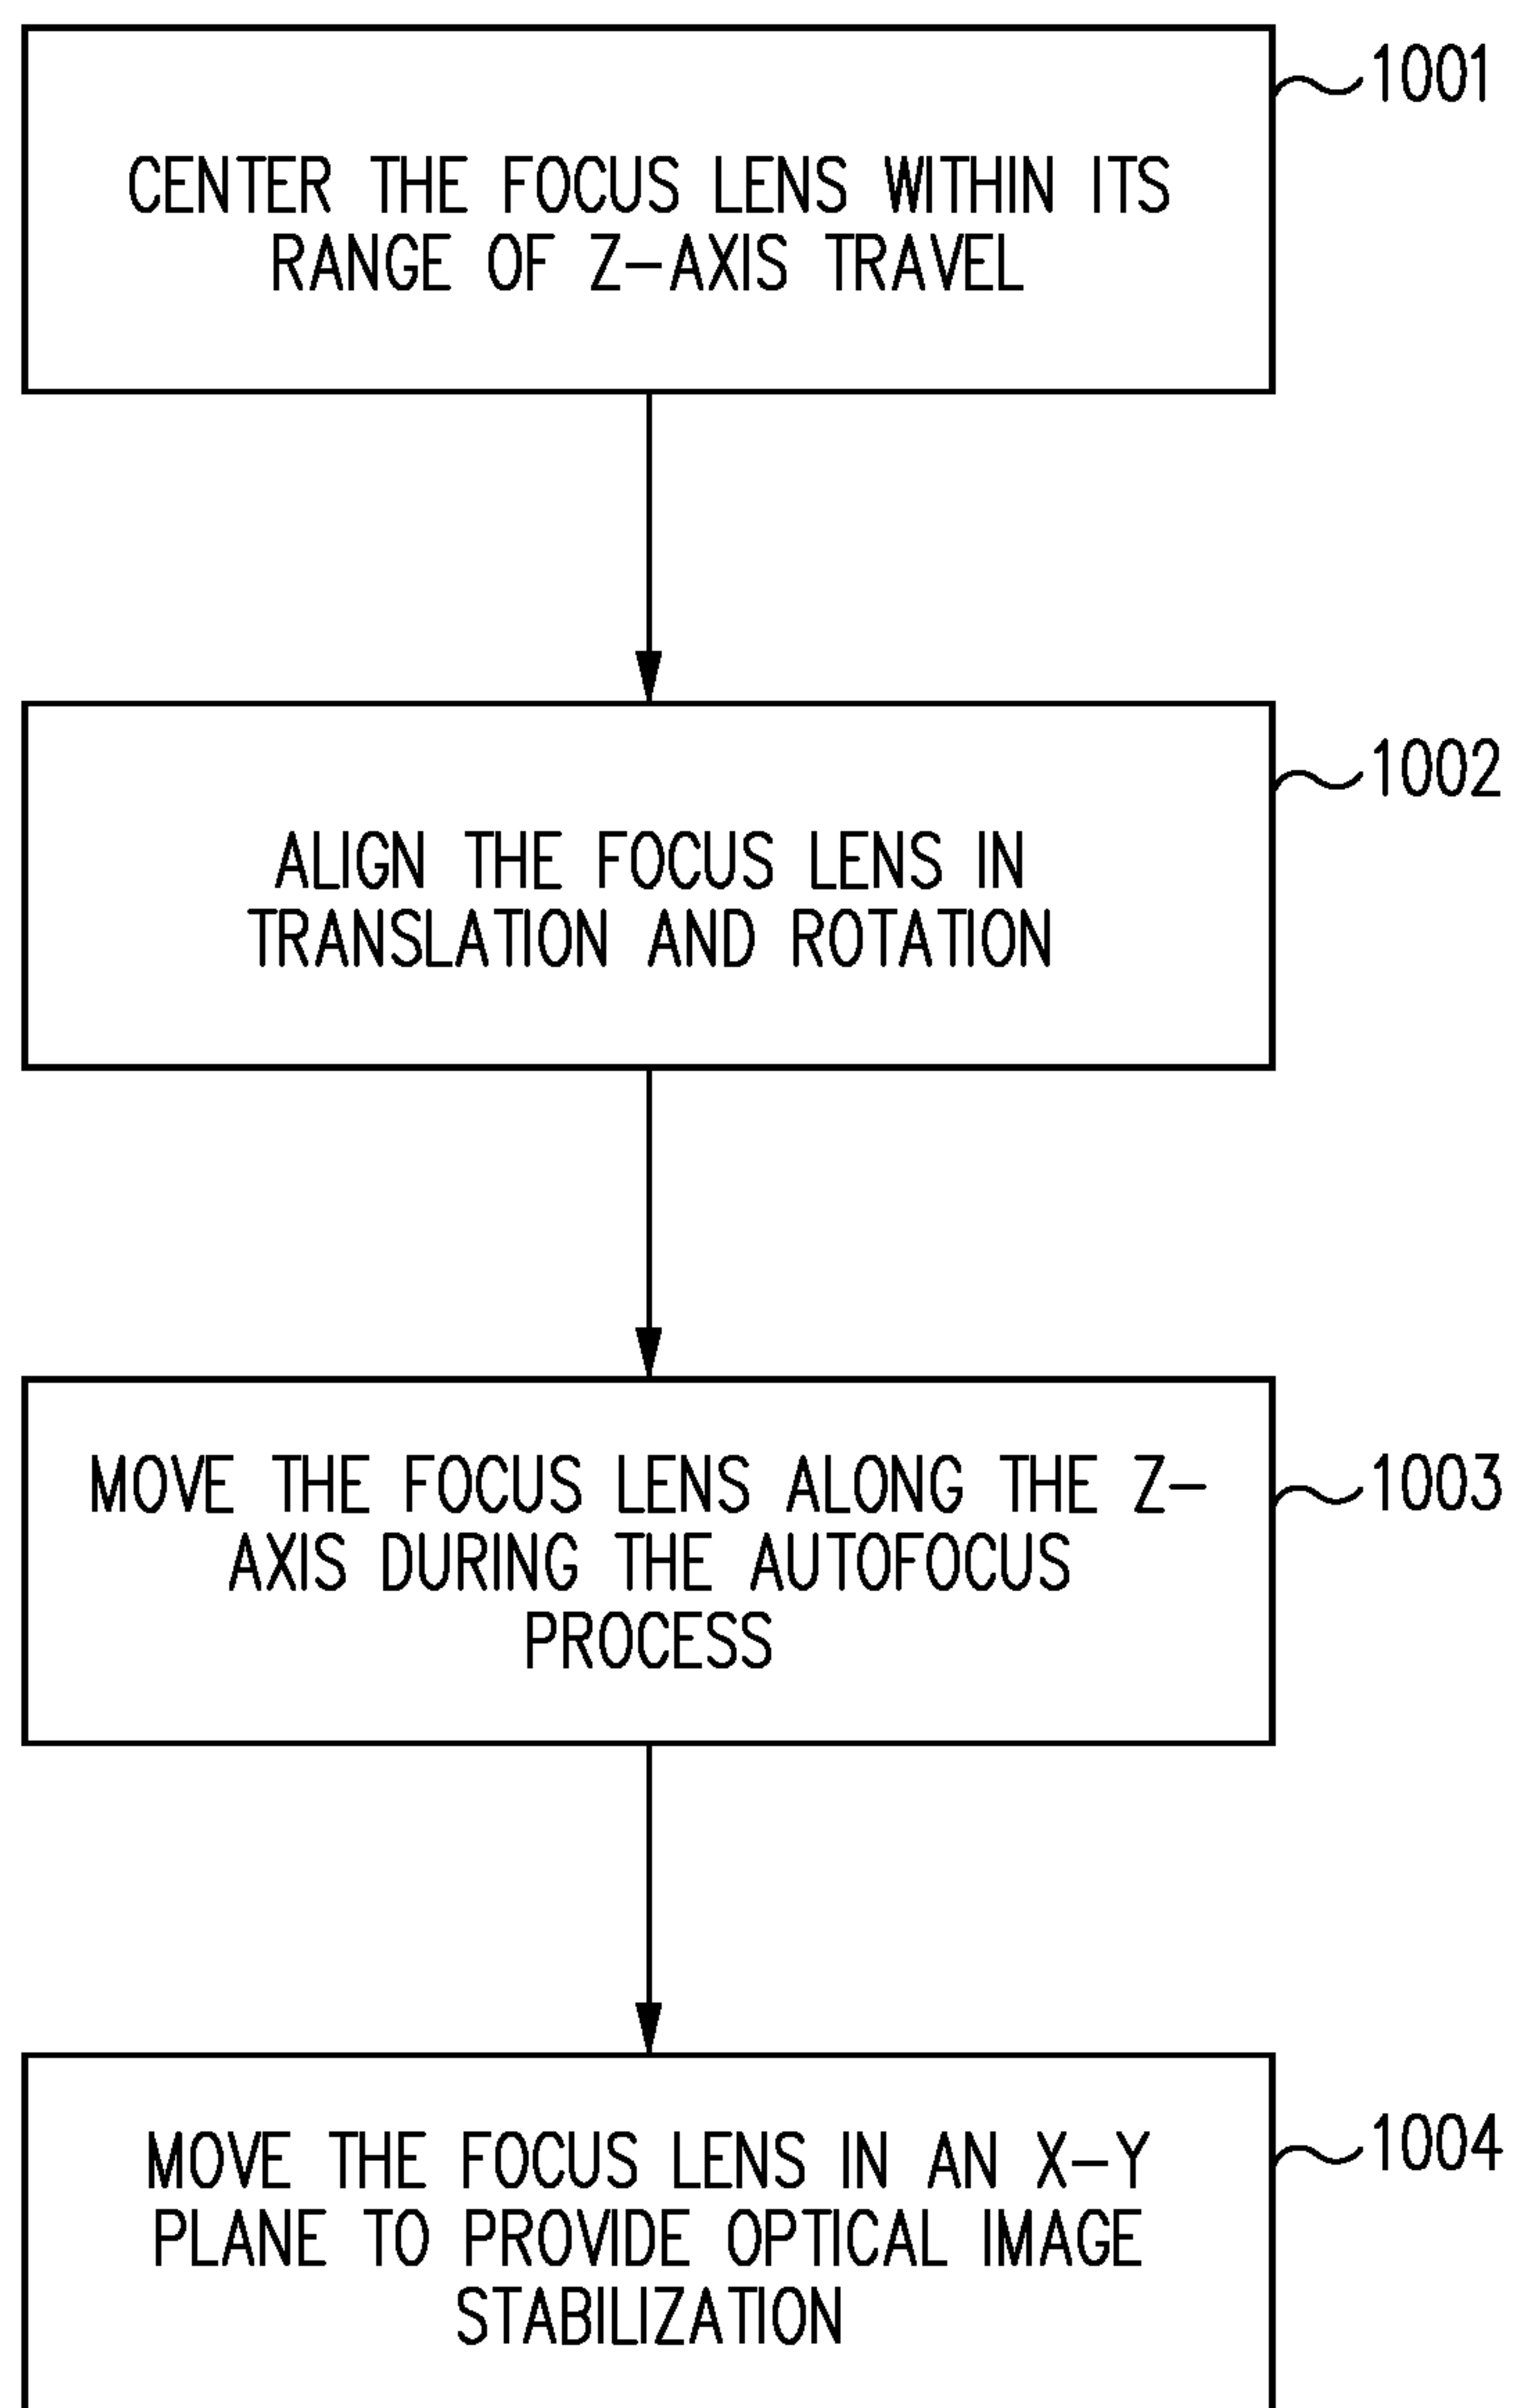 1001
CENTER THE FOCUS LENS WITHIN ITS
RANGE OF Z-AXIS TRAVEL
1002
ALIGN THE FOCUS LENS IN
TRANSLATION AND ROTATION
1003
MOVE THE FOCUS LENS ALONG THE Z-
AXIS DURING THE AUTOFOCUS
PROCESS
1004
MOVE THE FOCUS LENS IN AN X-Y
PLANE TO PROVIDE OPTICAL IMAGE
STABILIZATION